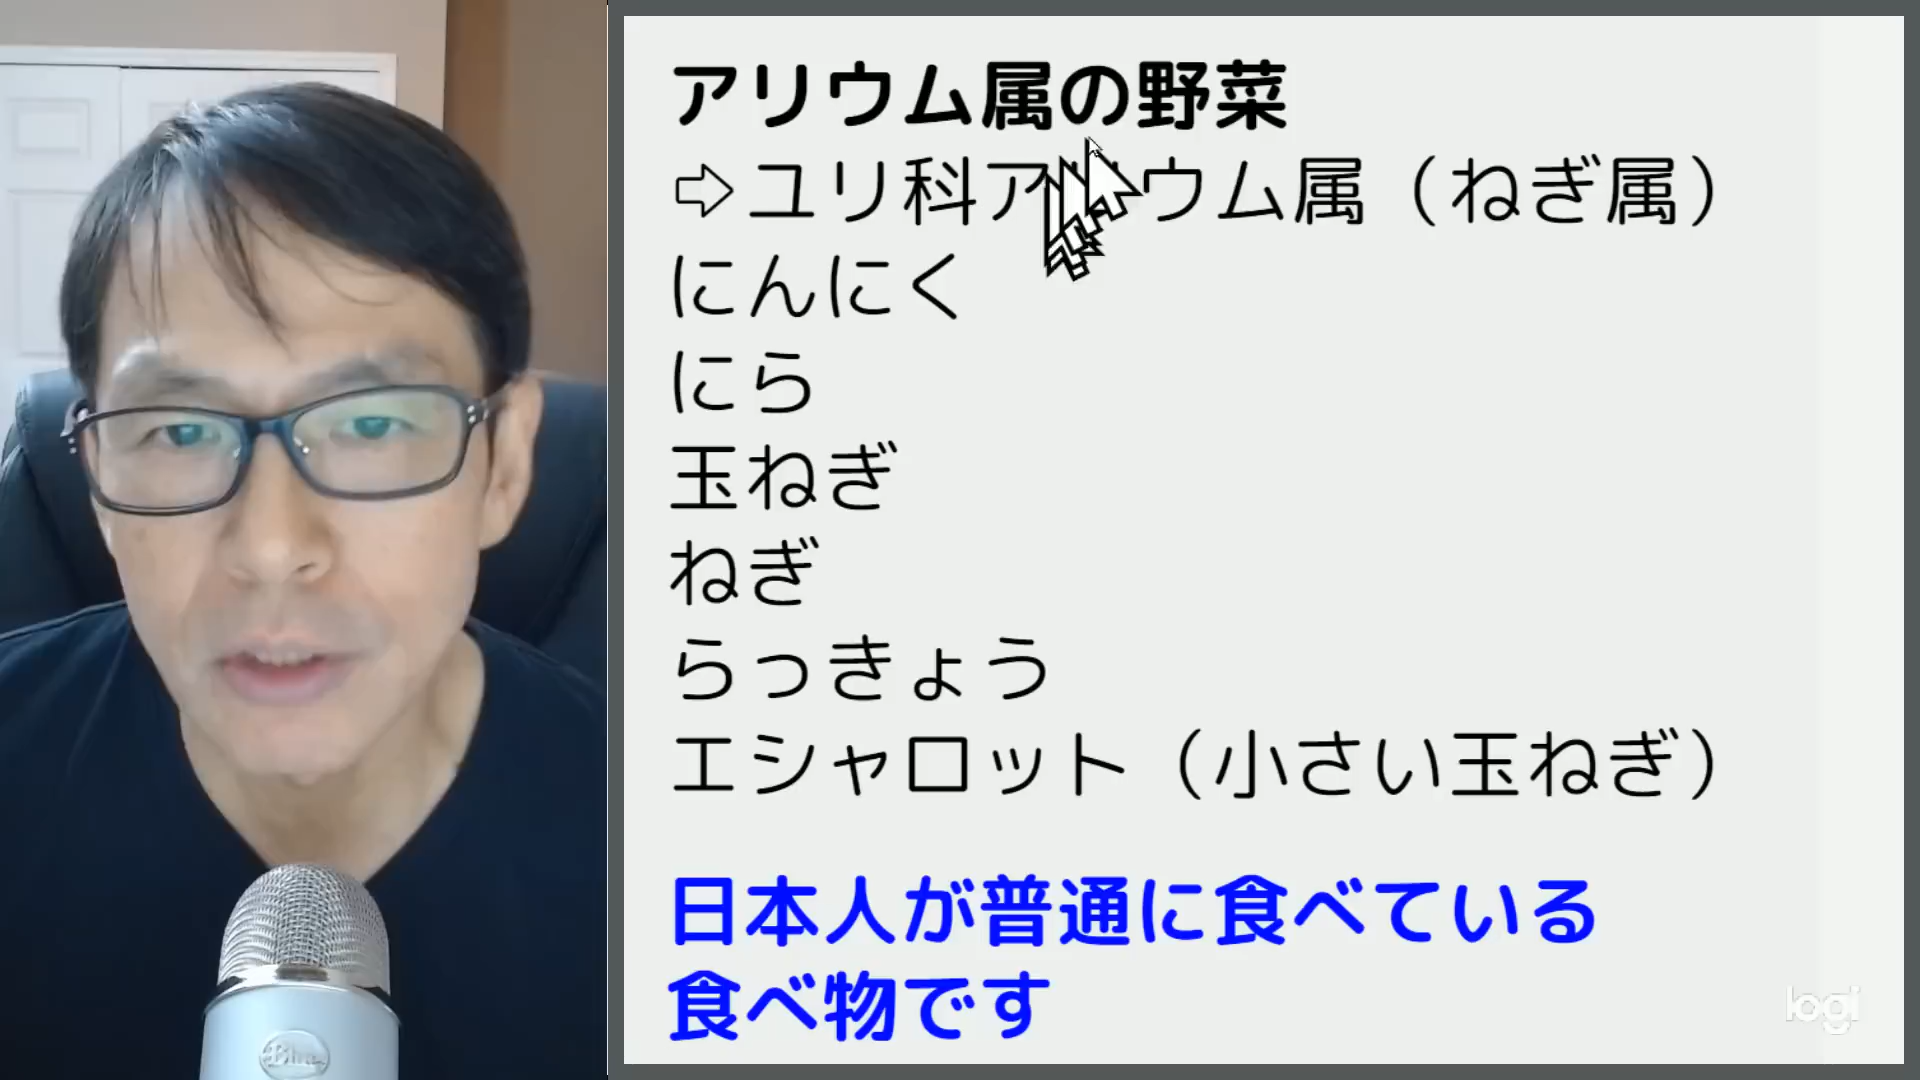 アリウム属の野菜
⇨ユリ科アリウム属（ねぎ属）
にんにく
にら
玉ねぎ
ねぎ
らっきょう
エシャロット（小さい玉ねぎ）
日本人が普通に食べている
食べ物です
logi
Blue